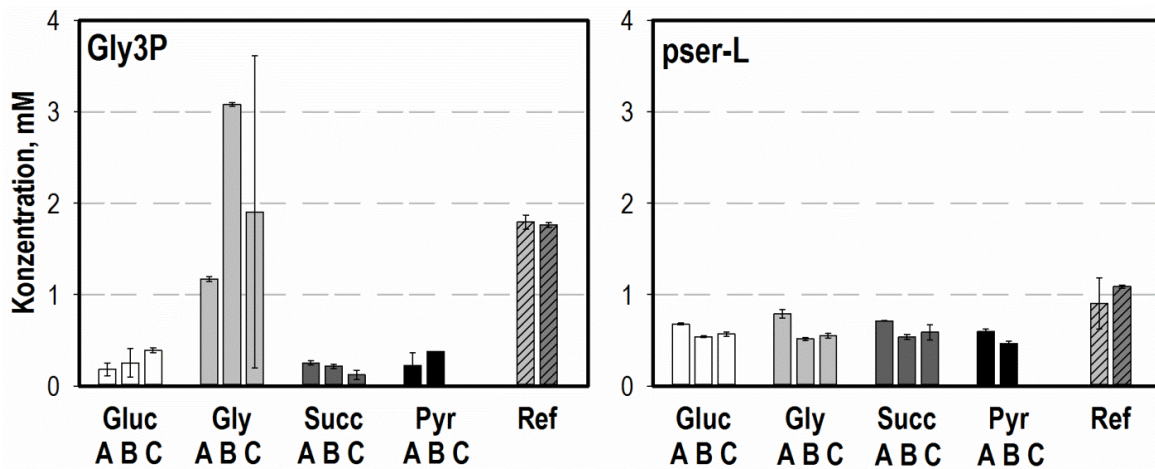 Konzentration, mM
4
3
2
1
0
Gly3P
Gluc Gly Succ Pyr Ref
A B C A B C A B C A B C
4
3
2
1
0
pser-L
Gluc Gly Succ Pyr Ref
A B C A B C A B C A B C